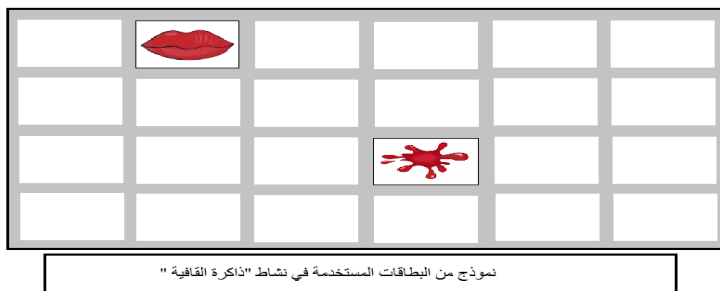 نموذج من البطاقات المستخدمة في نشاط "ذاكرة القافية "